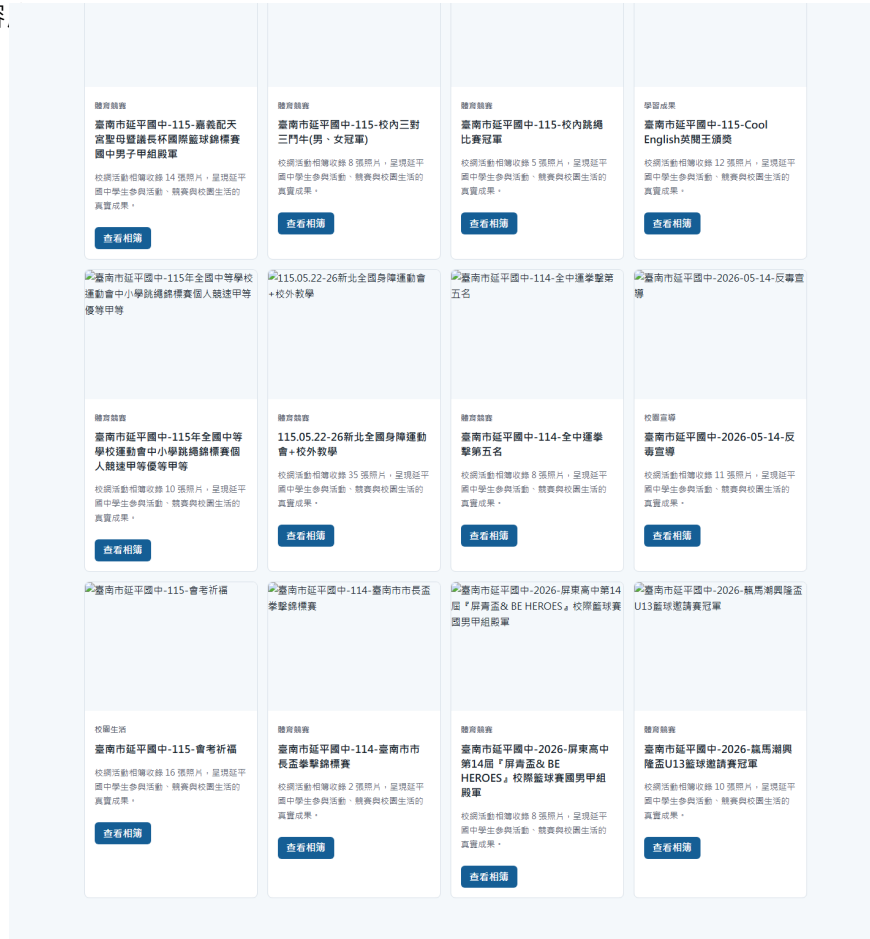 體育競賽
臺南市延平國中-115-嘉義配天
宮聖母暨議長杯國際籃球錦標賽
國中男子甲組殿軍
校網活動相簿收錄 14 張照片，呈現延平
國中學生參與活動、競賽與校園生活的
真實成果。
查看相簿
體育競賽
臺南市延平國中-115-校內三對
三鬥牛(男、女冠軍)
校網活動相簿收錄 8 張照片，呈現延平
國中學生參與活動、競賽與校園生活的
真實成果。
查看相簿
體育競賽
臺南市延平國中-115-校內跳繩
比賽冠軍
校網活動相簿收錄 5 張照片，呈現延平
國中學生參與活動、競賽與校園生活的
真實成果。
查看相簿
學習成果
臺南市延平國中-115-Cool
English英閱王頒獎
校網活動相簿收錄 12 張照片，呈現延平
國中學生參與活動、競賽與校園生活的
真實成果。
查看相簿
臺南市延平國中-115年全國中等學校
運動會中小學跳繩錦標賽個人競速甲等
優等甲等
體育競賽
臺南市延平國中-115年全國中等
學校運動會中小學跳繩錦標賽個
人競速甲等優等甲等
校網活動相簿收錄 10 張照片，呈現延平
國中學生參與活動、競賽與校園生活的
真實成果。
查看相簿
115.05.22-26新北全國身障運動會
+校外教學
體育競賽
115.05.22-26新北全國身障運動
會+校外教學
校網活動相簿收錄 35 張照片，呈現延平
國中學生參與活動、競賽與校園生活的
真實成果。
查看相簿
臺南市延平國中-114-全中運拳擊第
五名
體育競賽
臺南市延平國中-114-全中運拳
擊第五名
校網活動相簿收錄 8 張照片，呈現延平
國中學生參與活動、競賽與校園生活的
真實成果。
查看相簿
臺南市延平國中-2026-05-14-反毒宣
導
校園宣導
臺南市延平國中-2026-05-14-反
毒宣導
校網活動相簿收錄 11 張照片，呈現延平
國中學生參與活動、競賽與校園生活的
真實成果。
查看相簿
臺南市延平國中-115-會考祈福
校園生活
臺南市延平國中-115-會考祈福
校網活動相簿收錄 16 張照片，呈現延平
國中學生參與活動、競賽與校園生活的
真實成果。
查看相簿
臺南市延平國中-114-臺南市市長盃
拳擊錦標賽
體育競賽
臺南市延平國中-114-臺南市市
長盃拳擊錦標賽
校網活動相簿收錄 2 張照片，呈現延平
國中學生參與活動、競賽與校園生活的
真實成果。
查看相簿
臺南市延平國中-2026-屏東高中第14
屆『屏青盃& BE HEROES』校際籃球賽
國男甲組殿軍
體育競賽
臺南市延平國中-2026-屏東高中
第14屆『屏青盃& BE
HEROES』校際籃球賽國男甲組
殿軍
校網活動相簿收錄 8 張照片，呈現延平
國中學生參與活動、競賽與校園生活的
真實成果。
查看相簿
臺南市延平國中-2026-龍馬潮興隆盃
U13籃球邀請賽冠軍
體育競賽
臺南市延平國中-2026-龍馬潮興
隆盃U13籃球邀請賽冠軍
校網活動相簿收錄 10 張照片，呈現延平
國中學生參與活動、競賽與校園生活的
真實成果。
查看相簿